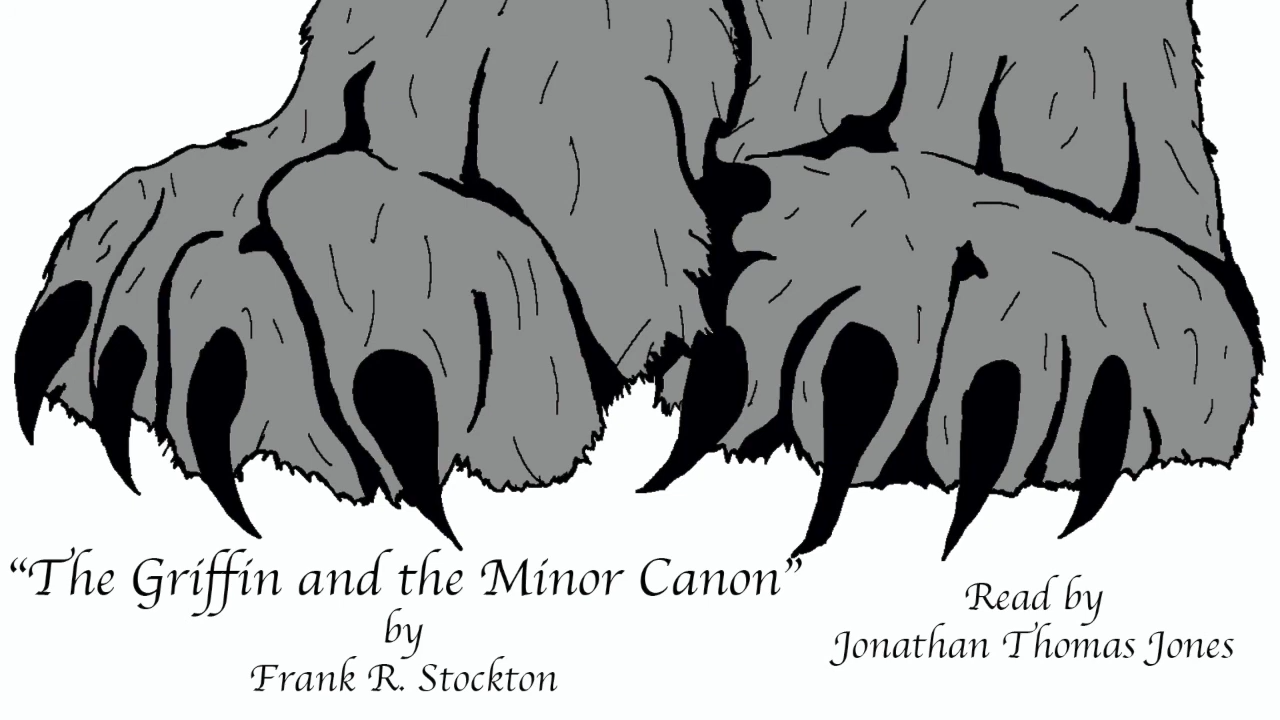 “The Griffin and the Minor Canon”
by
Frank R. Stockton
Read by
Jonathan Thomas Jones